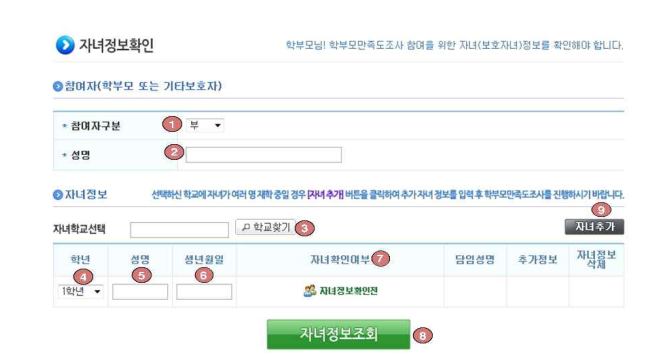 자녀정보확인
학부모님! 학부모만족도조사 참여를 위한 자녀(보호자녀)정보를 확인해야 합니다.
참여자(학부모 또는 기타보호자)
* 참여자구분 1 부
* 성명 2
자녀정보 선택하신 학교에 자녀가 여러 명 재학 중일 경우 [자녀 추가] 버튼을 클릭하여 추가 자녀 정보를 입력 후 학부모만족도조사를 진행하시기 바랍니다.
9
자녀학교선택 학교찾기 3 자녀추가
학년 성명 생년월일 자녀확인여부 7 담임성명 추가정보 자녀정보
삭제
4 5 6
1학년 자녀정보확인전
자녀정보조회 8